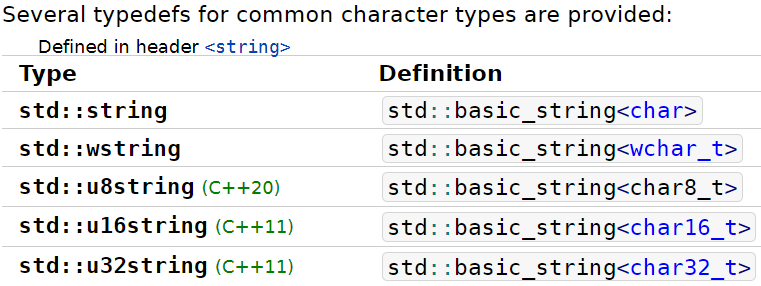 Several typedefs for common character types are provided:
Defined in header <string>
Type Definition
std::string std::basic_string<char>
std::wstring std::basic_string<wchar_t>
std::u8string (C++20) std::basic_string<char8_t>
std::u16string (C++11) std::basic_string<char16_t>
std::u32string (C++11) std::basic_string<char32_t>